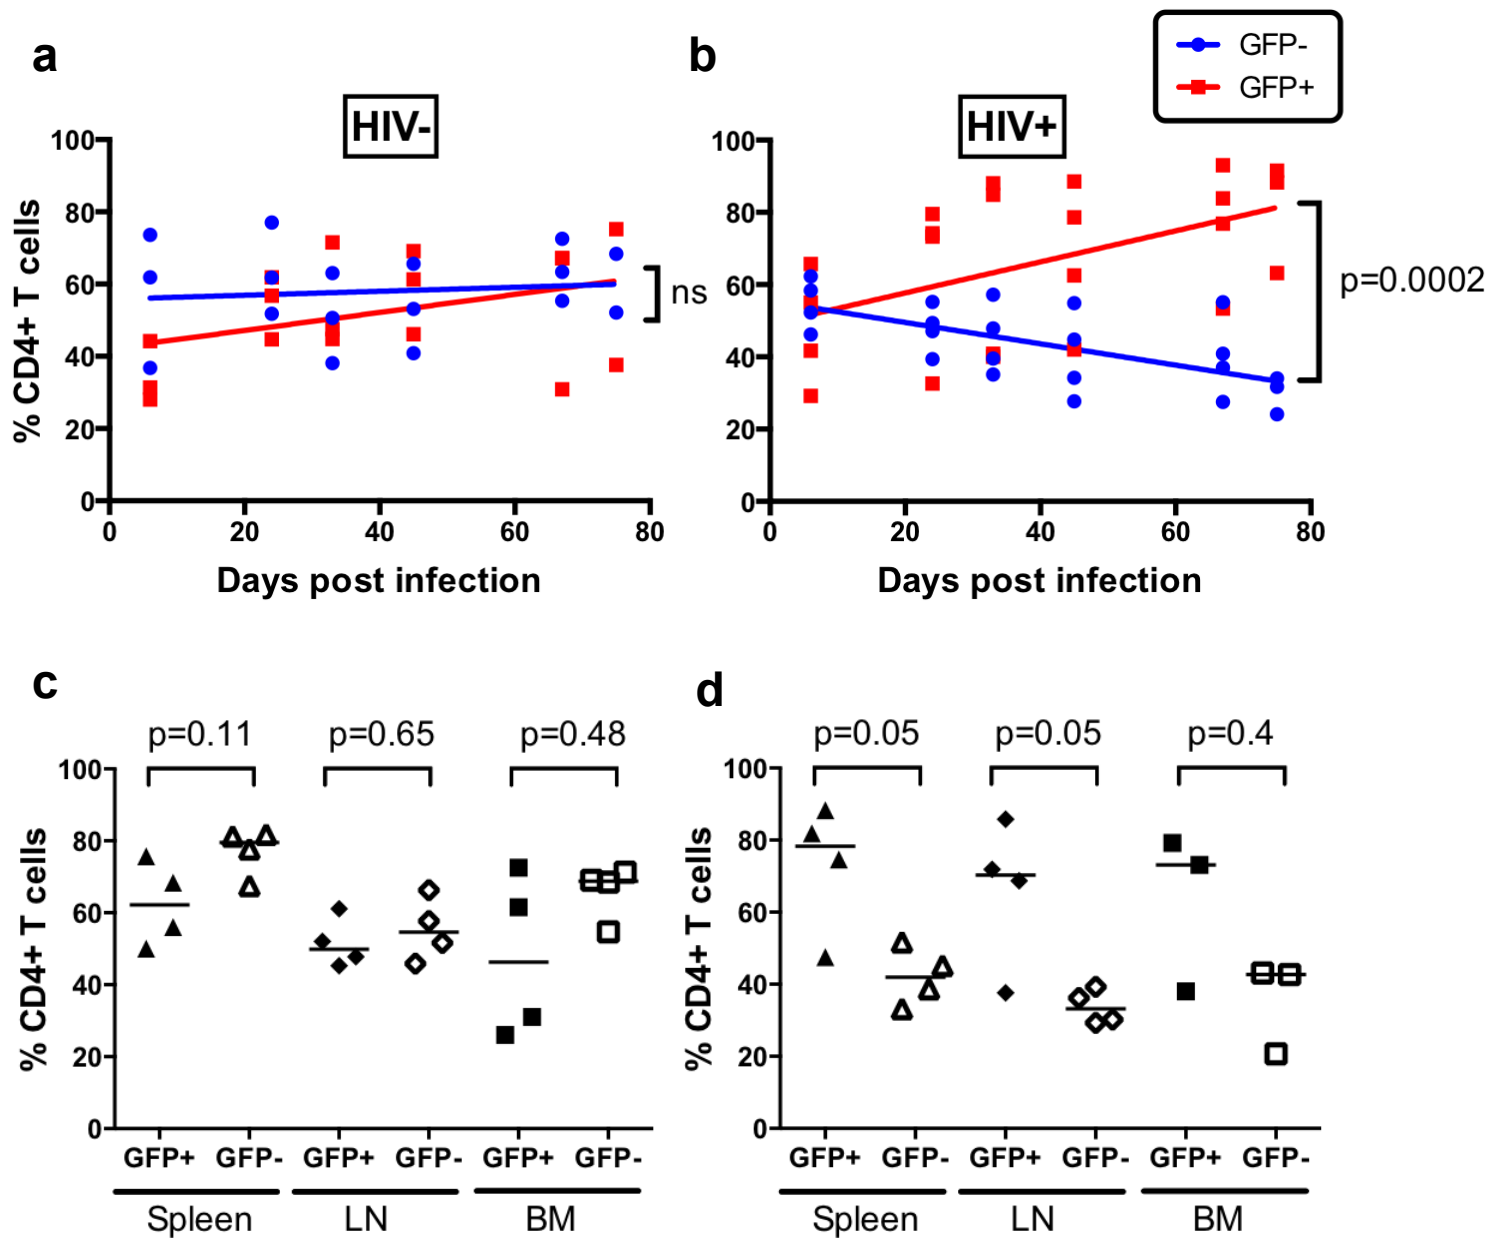 a
b
GFP-
GFP+
HIV-
HIV+
100
80
60
40
20
0
% CD4+ T cells
ns
0 20 40 60 80
Days post infection
100
80
60
40
20
0
p=0.0002
0 20 40 60 80
Days post infection
c
d
p=0.11 p=0.65 p=0.48
100
80
60
40
20
0
% CD4+ T cells
GFP+ GFP- GFP+ GFP- GFP+ GFP-
Spleen LN BM
p=0.05 p=0.05 p=0.4
100
80
60
40
20
0
% CD4+ T cells
GFP+ GFP- GFP+ GFP- GFP+ GFP-
Spleen LN BM